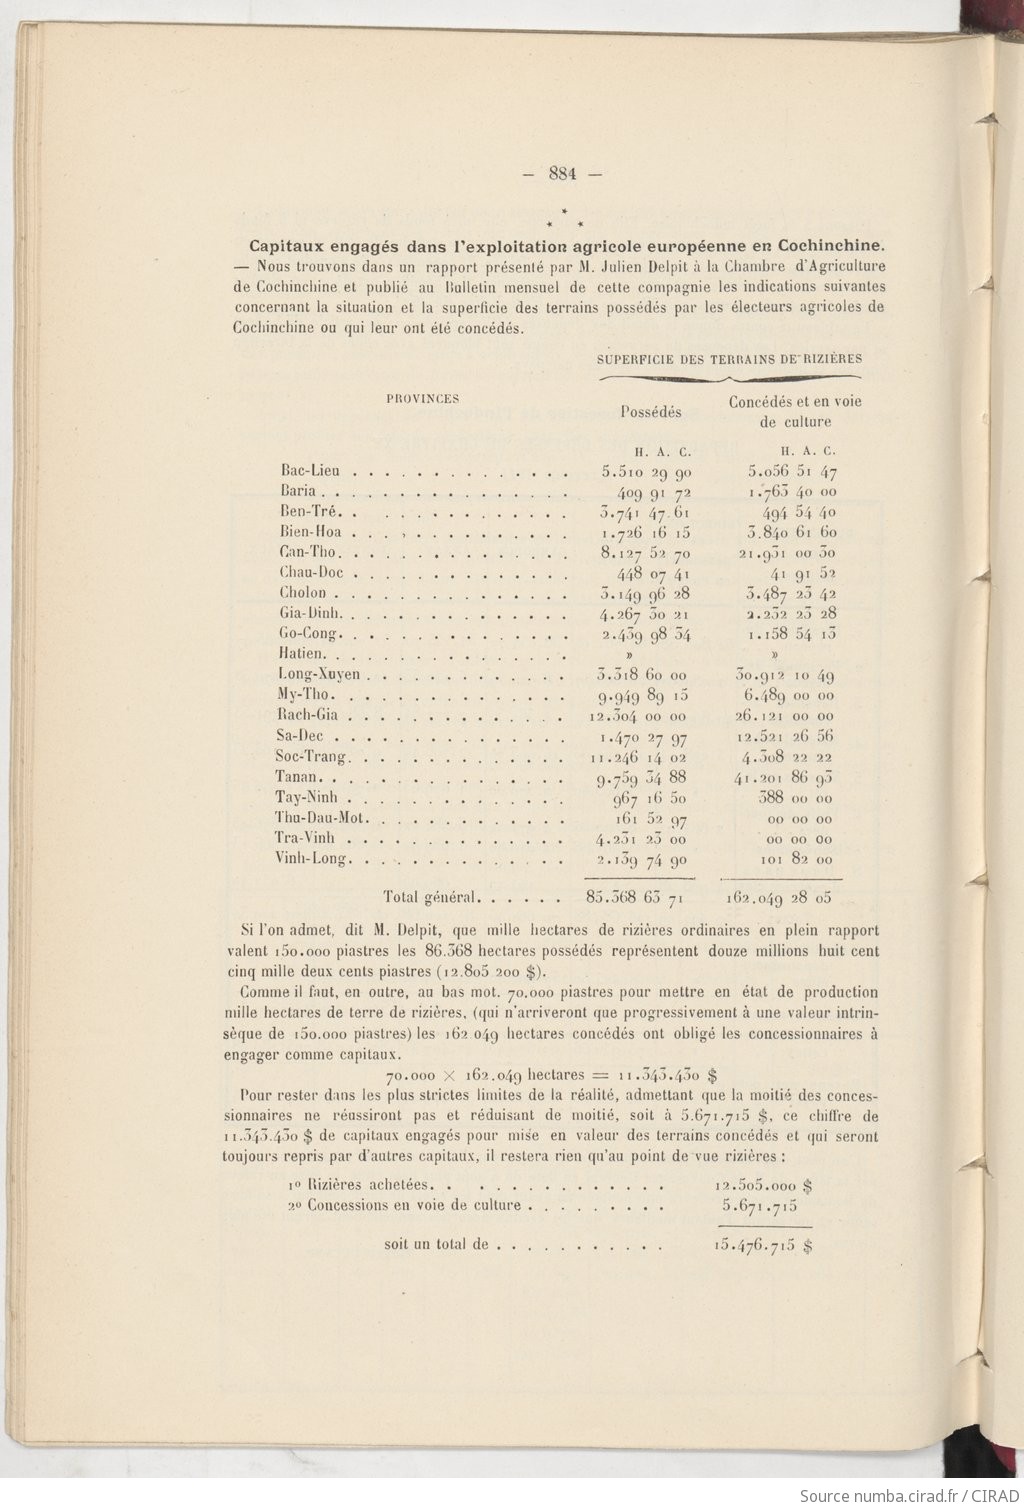 — 884 —
*
* *
Capitaux engagés dans l'exploitation agricole européenne en Cochinchine.
— Nous trouvons dans un rapport présenté par M. Julien Delpit à la Chambre d'Agriculture
de Cochinchine et publié au Bulletin mensuel de cette compagnie les indications suivantes
concernant la situation et la superficie des terrains possédés par les électeurs agricoles de
Cochinchine ou qui leur ont été concédés.
SUPERFICIE DES TERRAINS DE RIZIÈRES
PROVINCES Possédés Concédés et en voie
de culture
H. A. C. H. A. C.
Bac-Lieu . . . . . . . . . . . . . . 5.510 29 90 5.056 51 47
Baria . . . . . . . . . . . . . . . . 409 91 72 1.763 40 00
Ben-Tré. . . . . . . . . . . . . . 3.741 47.61 494 54 40
Bien-Hoa . . . . . . . . . . . . . . 1.726 16 15 3.840 61 60
Can-Tho. . . . . . . . . . . . . . . 8.127 52 70 21.931 00 30
Chau-Doc . . . . . . . . . . . . . . 448 07 41 41 91 52
Cholon . . . . . . . . . . . . . . . 3.149 96 28 3.487 23 42
Gia-Dinh. . . . . . . . . . . . . . . 4.267 30 21 2.232 23 28
Go-Cong. . . . . . . . . . . . . . . 2.439 98 34 1.158 54 13
Hatien. . . . . . . . . . . . . . . . » »
Long-Xuyen . . . . . . . . . . . . . 3.318 60 00 30.912 10 49
My-Tho. . . . . . . . . . . . . . . 9.949 89 15 6.489 00 00
Rach-Gia . . . . . . . . . . . . . . 12.304 00 00 26.121 00 00
Sa-Dec . . . . . . . . . . . . . . . 1.470 27 97 12.521 26 56
Soc-Trang. . . . . . . . . . . . . . 11.246 14 02 4.308 22 22
Tanan. . . . . . . . . . . . . . . . 9.759 34 88 41.201 86 93
Tay-Ninh . . . . . . . . . . . . . . 967 16 50 388 00 00
Thu-Dau-Mot. . . . . . . . . . . . . 161 52 97 00 00 00
Tra-Vinh . . . . . . . . . . . . . . 4.231 23 00 00 00 00
Vinh-Long. . . . . . . . . . . . . . 2.139 74 90 101 82 00
Total général. . . . . . 85.368 63 71 162.049 28 05
Si l'on admet, dit M. Delpit, que mille hectares de rizières ordinaires en plein rapport
valent 150.000 piastres les 86.368 hectares possédés représentent douze millions huit cent
cinq mille deux cents piastres (12.805 200 $).
Comme il faut, en outre, au bas mot. 70.000 piastres pour mettre en état de production
mille hectares de terre de rizières, (qui n'arriveront que progressivement à une valeur intrin-
sèque de 150.000 piastres) les 162.049 hectares concédés ont obligé les concessionnaires à
engager comme capitaux.
70.000 × 162.049 hectares = 11.343.430 $
Pour rester dans les plus strictes limites de la réalité, admettant que la moitié des conces-
sionnaires ne réussiront pas et réduisant de moitié, soit à 5.671.715 $, ce chiffre de
11.343.430 $ de capitaux engagés pour mise en valeur des terrains concédés et qui seront
toujours repris par d'autres capitaux, il restera rien qu'au point de vue rizières :
1º Rizières achetées. . . . . . . . . . . . . . 12.505.000 $
2º Concessions en voie de culture . . . . . . . . . 5.671.715
soit un total de . . . . . . . . . . . 15.476.715 $
Source numba.cirad.fr / CIRAD